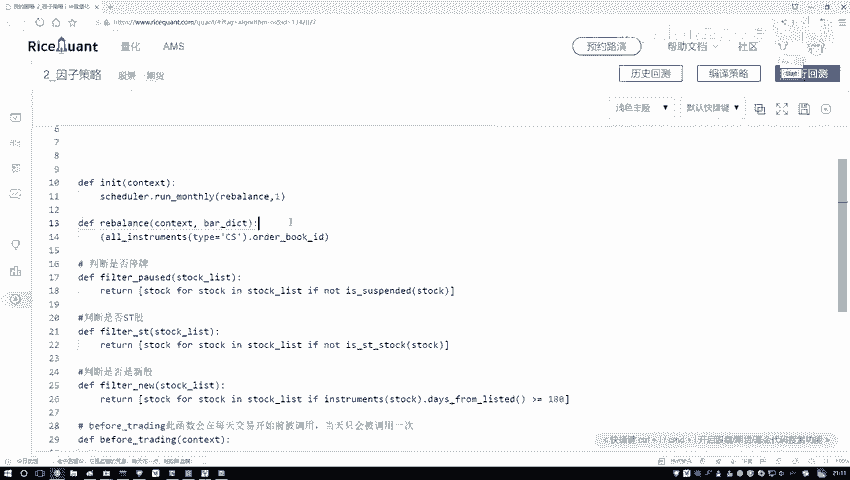 https://www.ricequant.com/quant/
RiceQuant 量化 AMS 预约路演 帮助文档 社区
2_因子策略 股票 期货 历史回测 编译策略 回测
浅色主题 默认快捷键
6
7
8
9
10 def init(context):
11 scheduler.run_monthly(rebalance,1)
12
13 def rebalance(context, bar_dict):
14 (all_instruments(type='CS').order_book_id)
15
16 # 判断是否停牌
17 def filter_paused(stock_list):
18 return [stock for stock in stock_list if not is_suspended(stock)]
19
20 #判断是否ST股
21 def filter_st(stock_list):
22 return [stock for stock in stock_list if not is_st_stock(stock)]
23
24 #判断是否是新股
25 def filter_new(stock_list):
26 return [stock for stock in stock_list if instruments(stock).days_from_listed() >= 180]
27
28 # before_trading此函数会在每天交易开始前被调用，当天只会被调用一次
29 def before_trading(context):
21:11